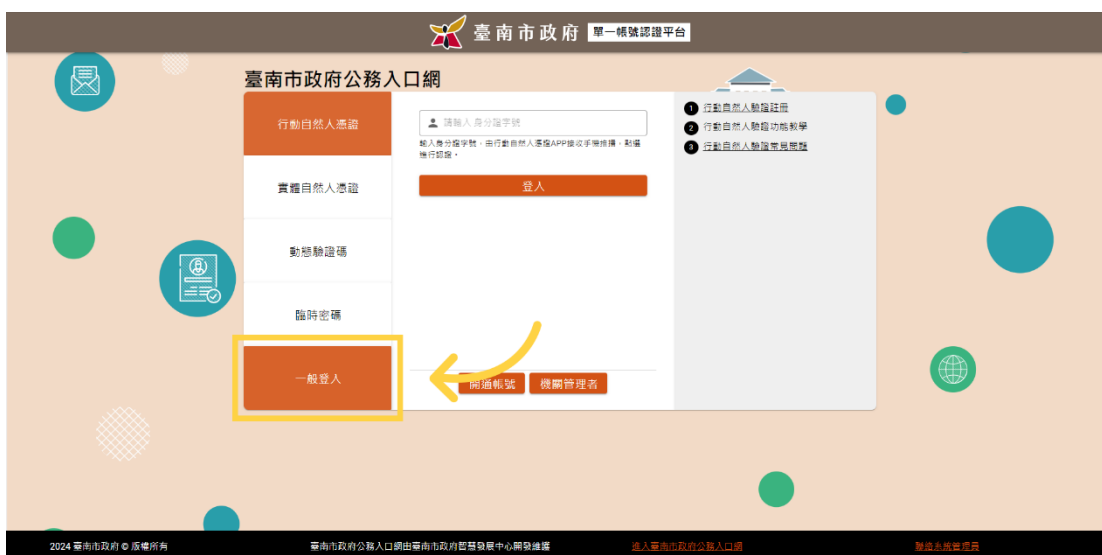 臺南市政府 單一帳號認證平台
臺南市政府公務入口網
行動自然人憑證
實體自然人憑證
動態驗證碼
臨時密碼
一般登入
請輸入身分證字號
輸入身分證字號，由行動自然人憑證APP接收手機推播，點選
進行認證。
登入
開通帳號
機關管理者
1 行動自然人驗證註冊
2 行動自然人驗證功能教學
3 行動自然人驗證常見問題
2024 臺南市政府 © 版權所有
臺南市政府公務入口網由臺南市政府智慧發展中心開發維護
進入臺南市政府公務入口網
聯絡系統管理員